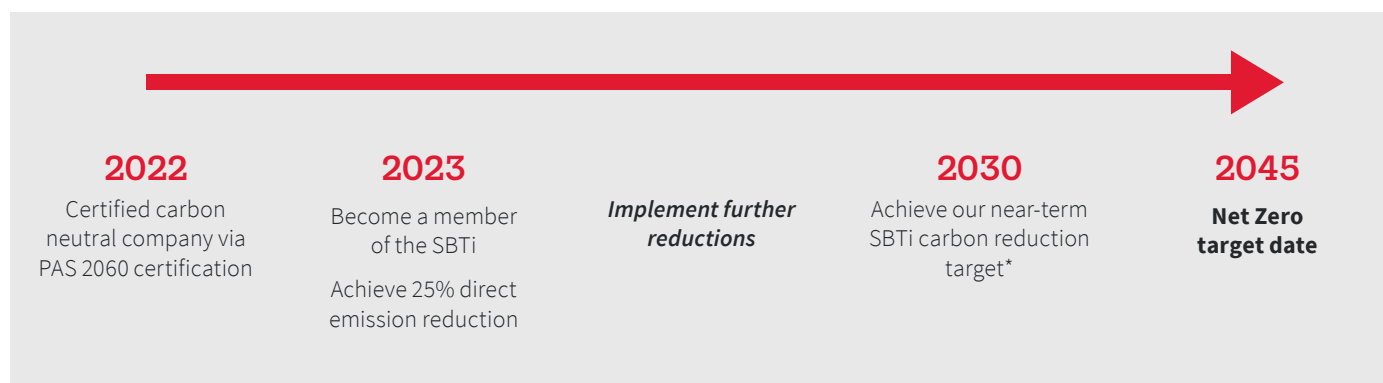 2022
Certified carbon
neutral company via
PAS 2060 certification
2023
Become a member
of the SBTi
Achieve 25% direct
emission reduction
Implement further
reductions
2030
Achieve our near-term
SBTi carbon reduction
target*
2045
Net Zero
target date